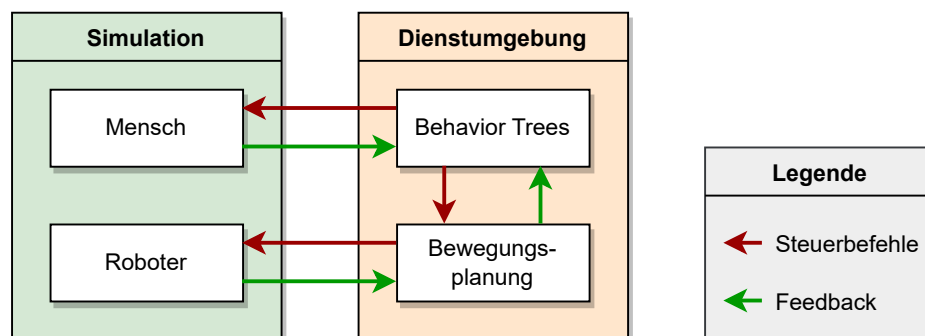 Simulation
Mensch
Roboter
Dienstumgebung
Behavior Trees
Bewegungs-
planung
Legende
Steuerbefehle
Feedback